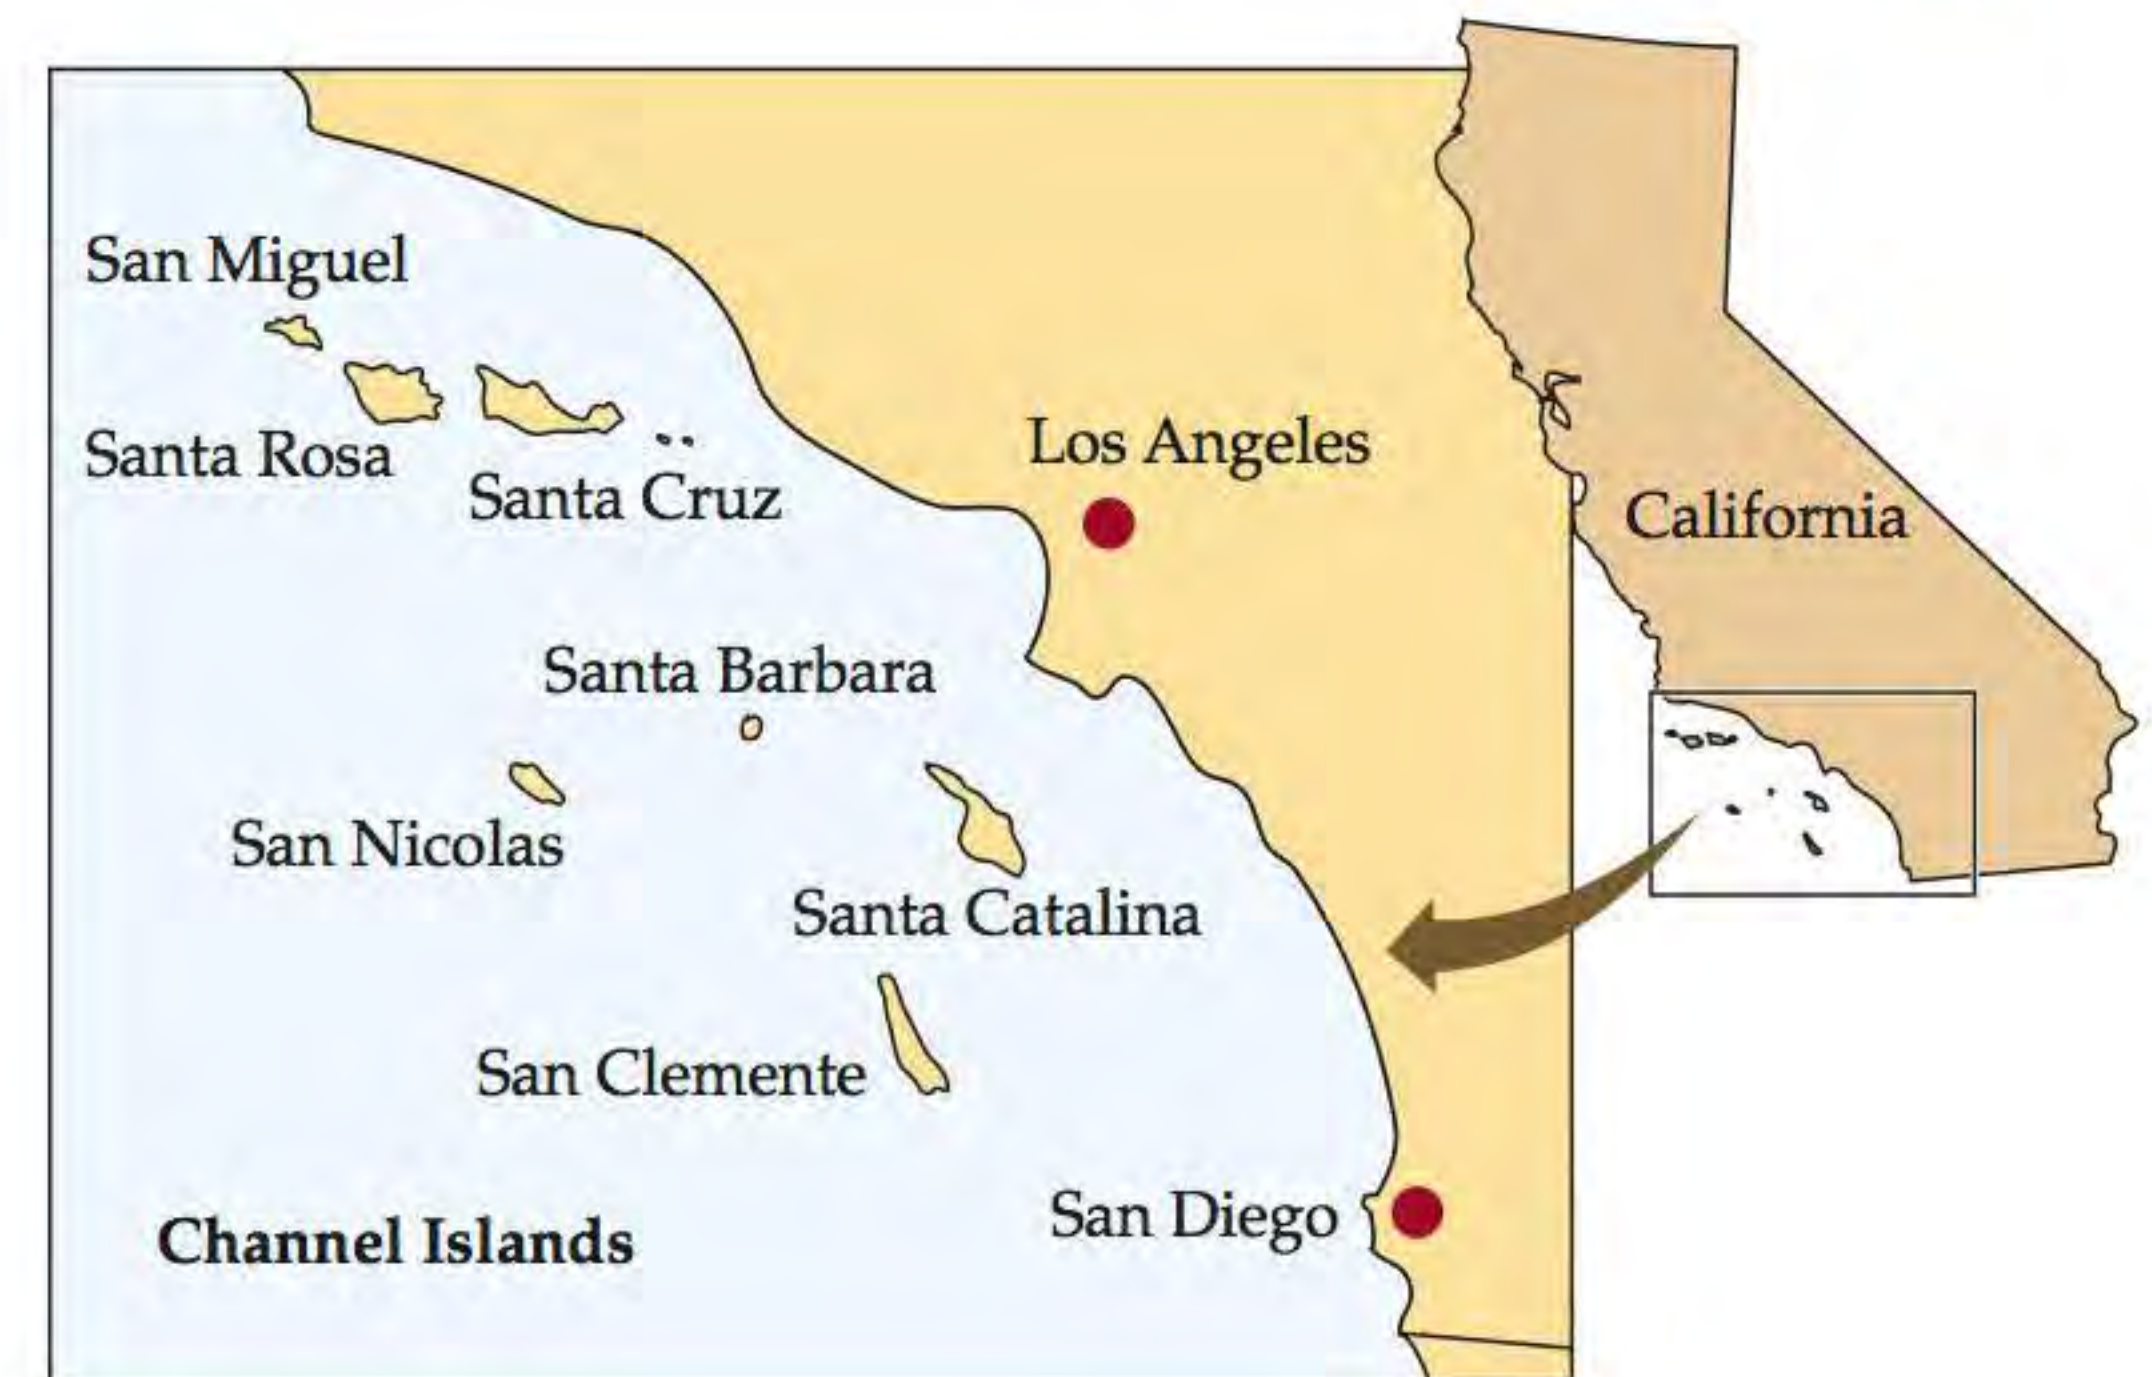 San Miguel
Santa Rosa
Santa Cruz
Los Angeles
California
Santa Barbara
San Nicolas
Santa Catalina
San Clemente
San Diego
Channel Islands